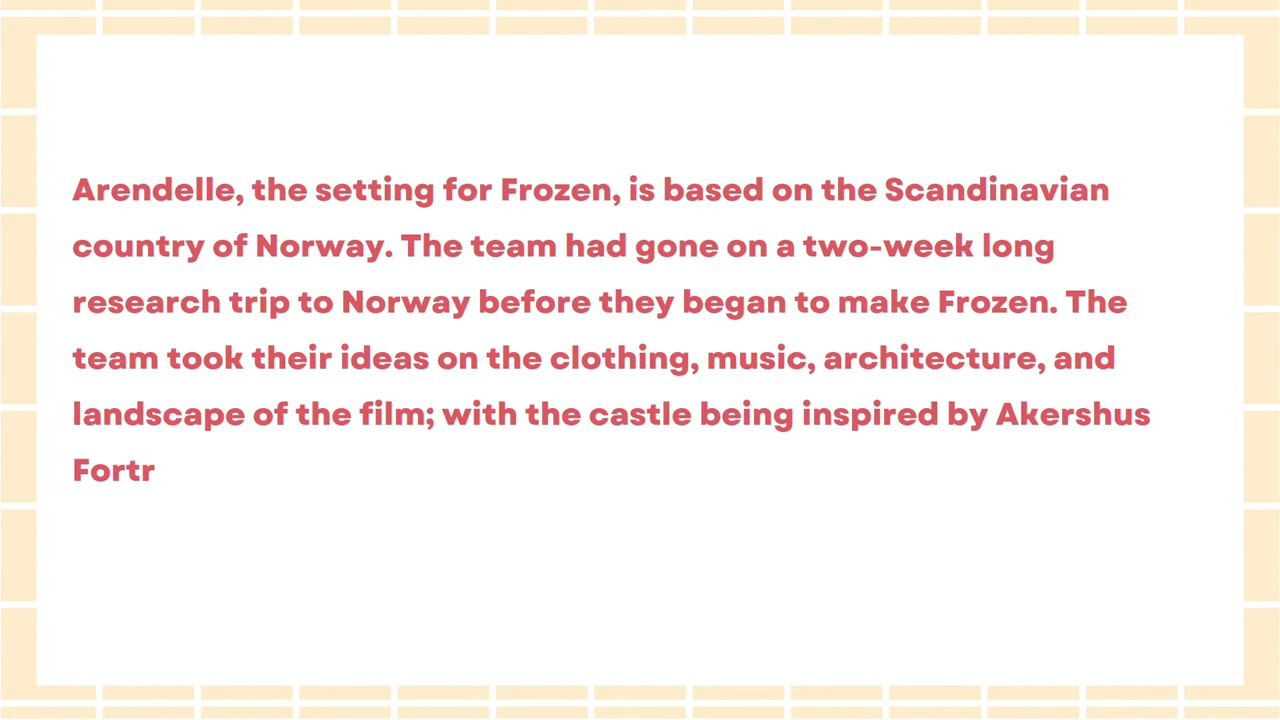 Arendelle, the setting for Frozen, is based on the Scandinavian
country of Norway. The team had gone on a two-week long
research trip to Norway before they began to make Frozen. The
team took their ideas on the clothing, music, architecture, and
landscape of the film; with the castle being inspired by Akershus
Fortr